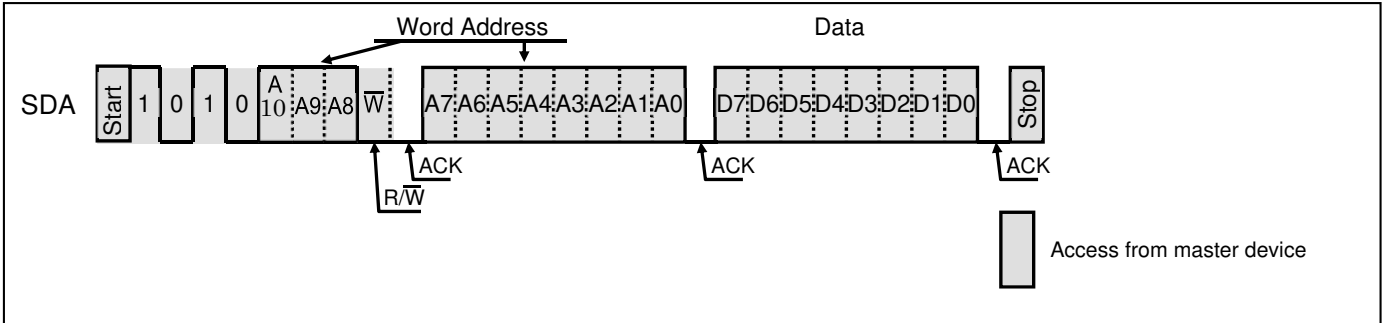 Word Address Data
SDA Start 1 0 1 0 A10 A9 A8 W̅ A7 A6 A5 A4 A3 A2 A1 A0 D7 D6 D5 D4 D3 D2 D1 D0 Stop
ACK ACK ACK
R/W̅
Access from master device